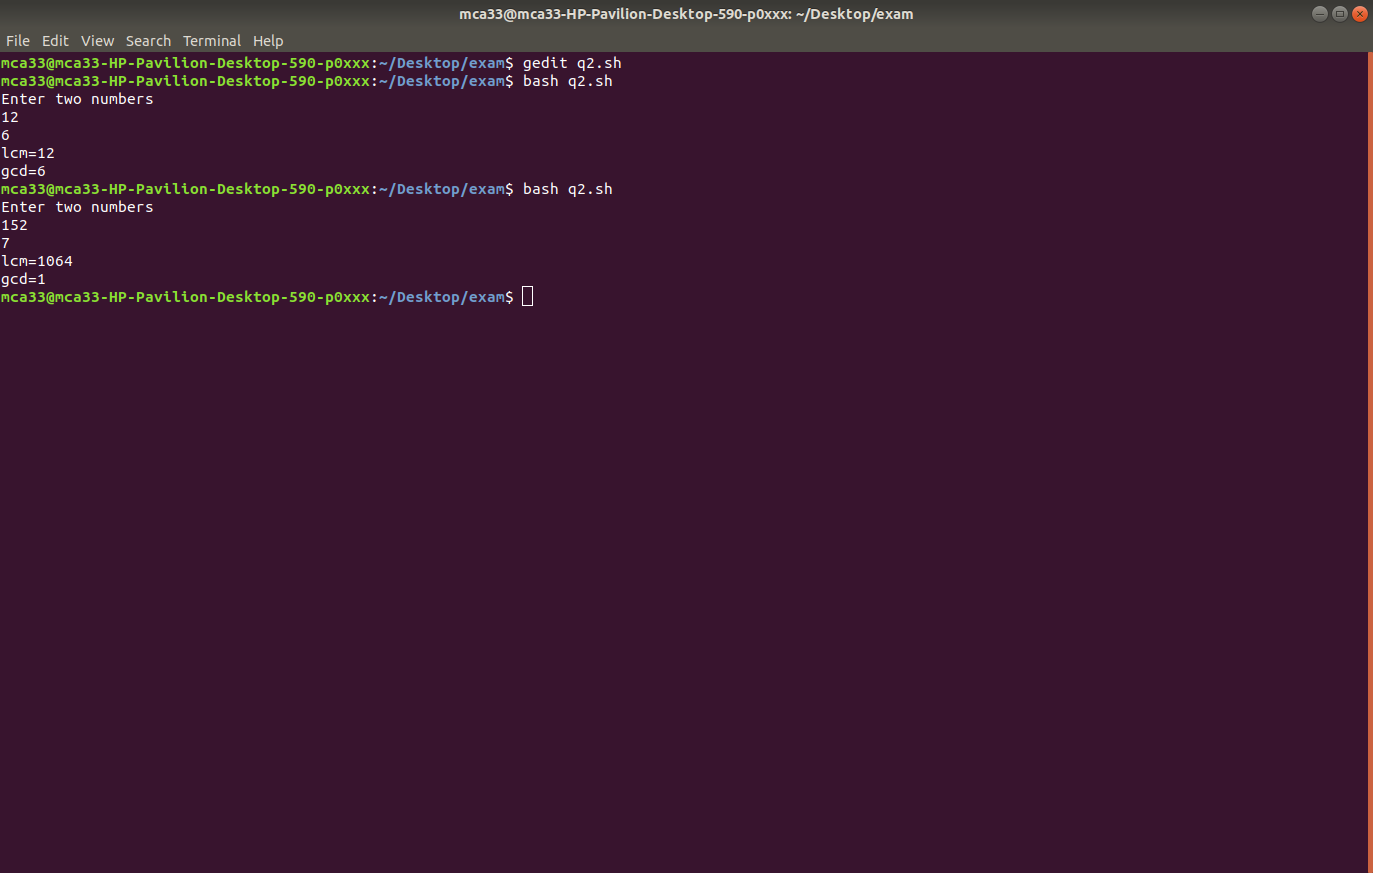 mca33@mca33-HP-Pavilion-Desktop-590-p0xxx: ~/Desktop/exam
File Edit View Search Terminal Help
mca33@mca33-HP-Pavilion-Desktop-590-p0xxx:~/Desktop/exam$ gedit q2.sh
mca33@mca33-HP-Pavilion-Desktop-590-p0xxx:~/Desktop/exam$ bash q2.sh
Enter two numbers
12
6
lcm=12
gcd=6
mca33@mca33-HP-Pavilion-Desktop-590-p0xxx:~/Desktop/exam$ bash q2.sh
Enter two numbers
152
7
lcm=1064
gcd=1
mca33@mca33-HP-Pavilion-Desktop-590-p0xxx:~/Desktop/exam$